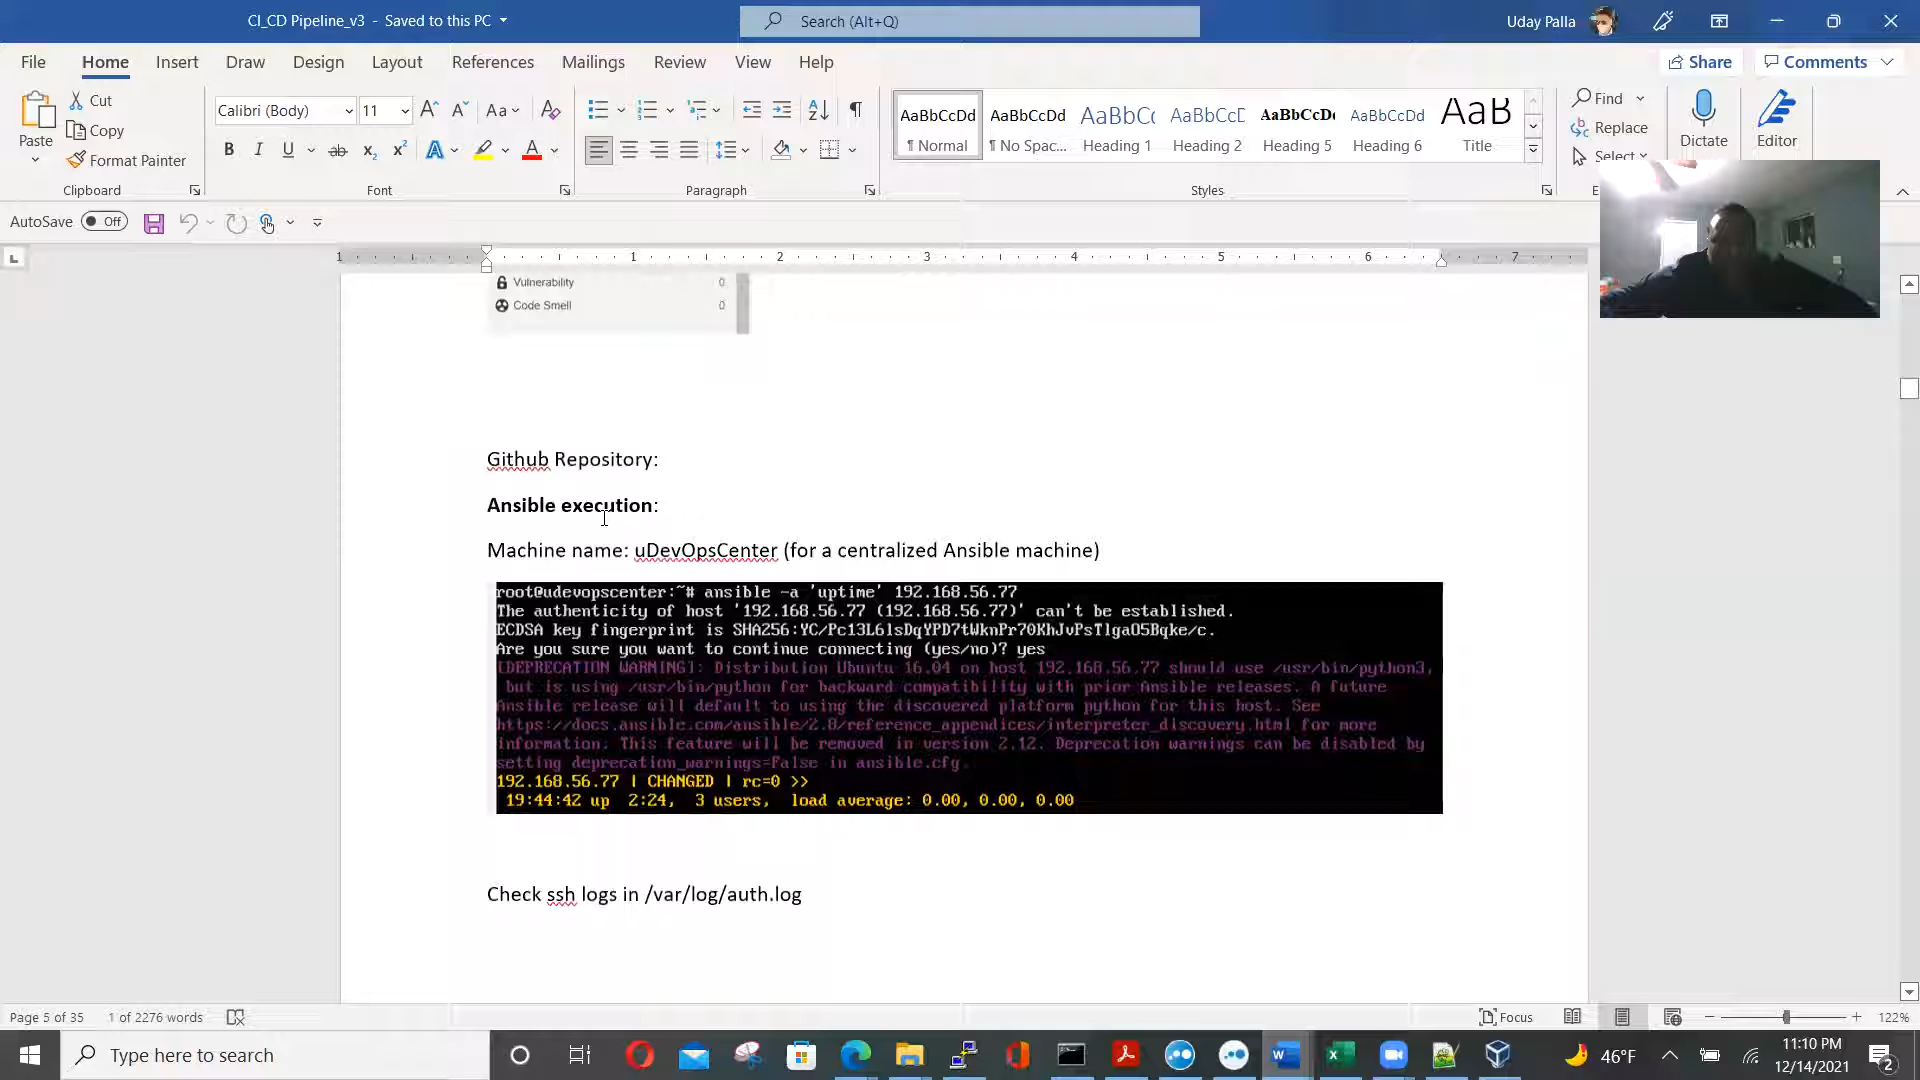 CI_CD Pipeline_v3 - Saved to this PC
Search (Alt+Q)
Uday Palla
File Home Insert Draw Design Layout References Mailings Review View Help
Share
Comments
Paste
Cut
Copy
Format Painter
Clipboard
Calibri (Body) 11
Font
Paragraph
AaBbCcDd AaBbCcDd AaBbC( AaBbCcD AaBbCcDd AaBbCcDd AaB
¶ Normal ¶ No Spac... Heading 1 Heading 2 Heading 5 Heading 6 Title
Styles
Find
Replace
Select
Dictate
Editor
AutoSave Off
1 1 2 3 4 5 6 7
Vulnerability 0
Code Smell 0
Github Repository:
Ansible execution:
Machine name: uDevOpsCenter (for a centralized Ansible machine)
root@udevopscenter:~# ansible -a 'uptime' 192.168.56.77
The authenticity of host '192.168.56.77 (192.168.56.77)' can't be established.
ECDSA key fingerprint is SHA256:YC/Pc13L6lsDqYPD7tWknPr70KhJvPsTlgaO5Bqke/c.
Are you sure you want to continue connecting (yes/no)? yes
[DEPRECATION WARNING]: Distribution Ubuntu 16.04 on host 192.168.56.77 should use /usr/bin/python3,
but is using /usr/bin/python for backward compatibility with prior Ansible releases. A future
Ansible release will default to using the discovered platform python for this host. See
https://docs.ansible.com/ansible/2.8/reference_appendices/interpreter_discovery.html for more
information. This feature will be removed in version 2.12. Deprecation warnings can be disabled by
setting deprecation_warnings=False in ansible.cfg.
192.168.56.77 | CHANGED | rc=0 >>
19:44:42 up 2:24, 3 users, load average: 0.00, 0.00, 0.00
Check ssh logs in /var/log/auth.log
Page 5 of 35 1 of 2276 words
Focus
122%
Type here to search
46°F
11:10 PM
12/14/2021
2